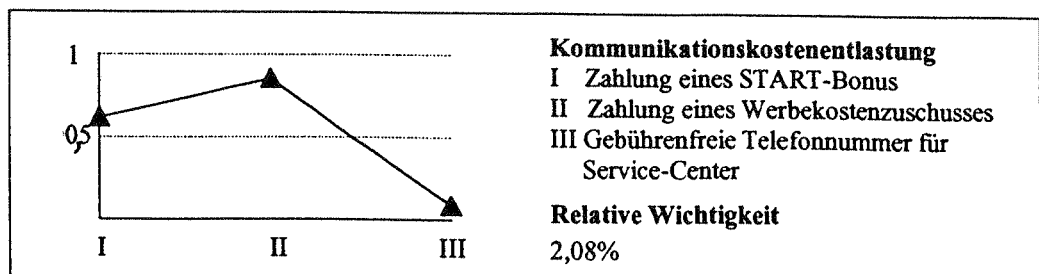 1
0,5
I II III
Kommunikationskostenentlastung
I Zahlung eines START-Bonus
II Zahlung eines Werbekostenzuschusses
III Gebührenfreie Telefonnummer für
Service-Center
Relative Wichtigkeit
2,08%